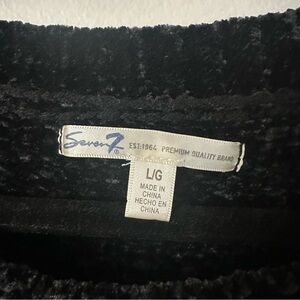 Seven7® EST:1964 PREMIUM QUALITY BRAND
L/G
MADE IN
CHINA
HECHO EN
CHINA